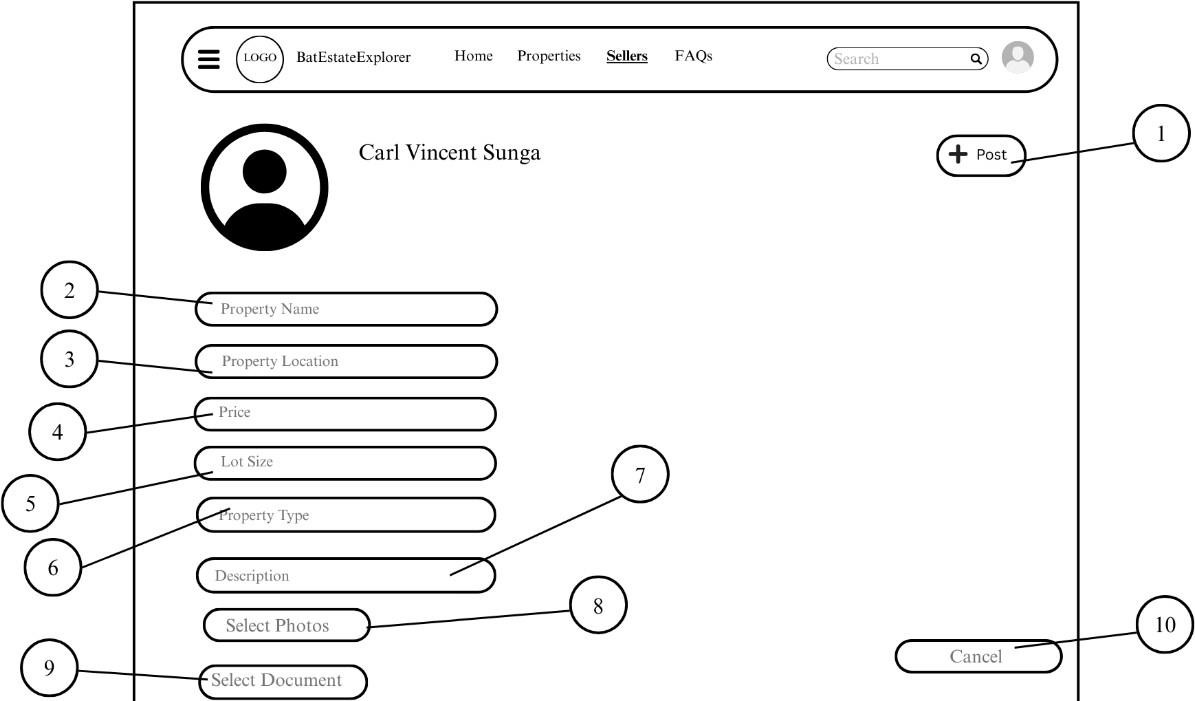 LOGO BatEstateExplorer Home Properties Sellers FAQs Search
Carl Vincent Sunga
Post
1
2
Property Name
3
Property Location
4
Price
5
Lot Size
6
Property Type
7
Description
8
Select Photos
9
Select Document
10
Cancel